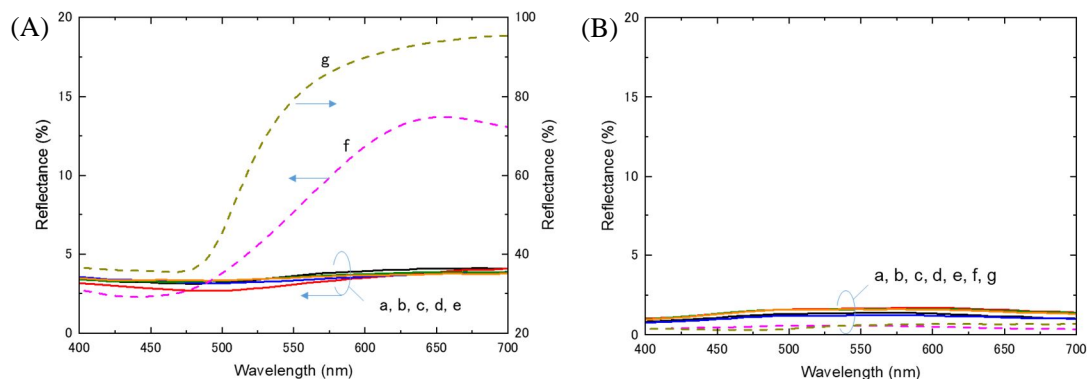 (A)
20
15
10
5
0
Reflectance (%)
100
80
60
40
20
Reflectance (%)
g
f
a, b, c, d, e
400 450 500 550 600 650 700
Wavelength (nm)
(B)
20
15
10
5
0
Reflectance (%)
a, b, c, d, e, f, g
400 450 500 550 600 650 700
Wavelength (nm)